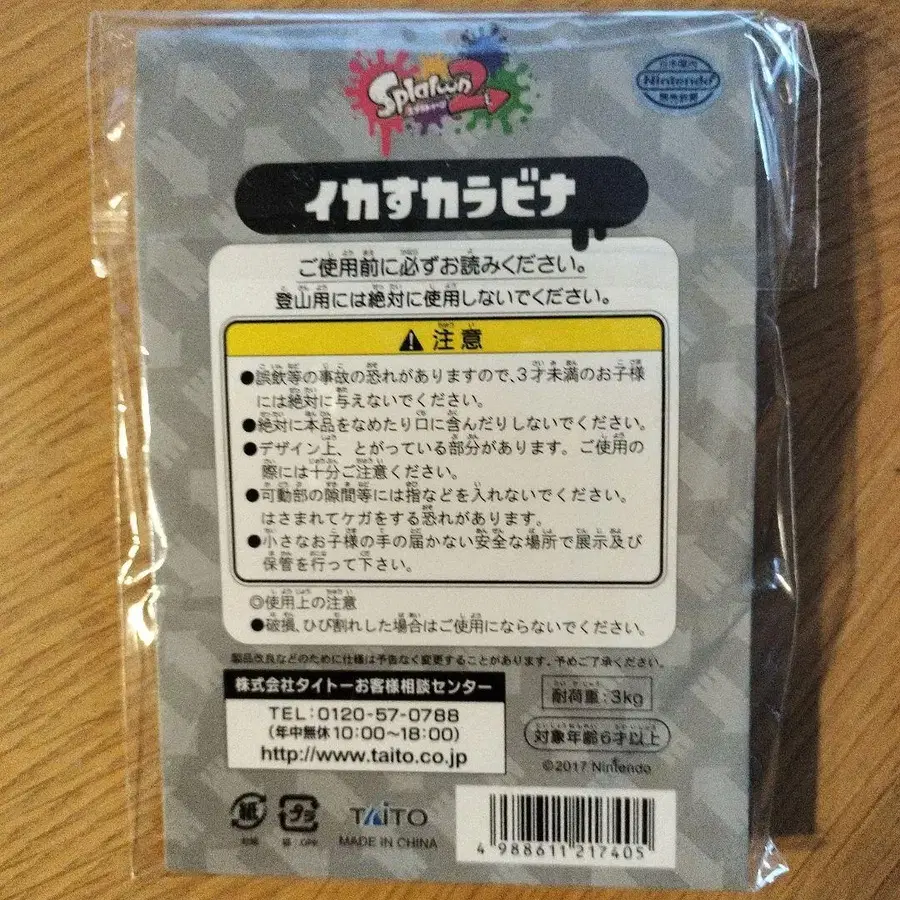 Splatoon 2
スプラトゥーン2
日本国内
Nintendo
販売許諾
イカすカラビナ
ご使用前に必ずお読みください。
登山用には絶対に使用しないでください。
注意
●誤飲等の事故の恐れがありますので、3才未満のお子様
には絶対に与えないでください。
●絶対に本品をなめたり口に含んだりしないでください。
●デザイン上、とがっている部分があります。ご使用の
際には十分ご注意ください。
●可動部の隙間等には指などを入れないでください。
はさまれてケガをする恐れがあります。
●小さなお子様の手の届かない安全な場所で展示及び
保管を行って下さい。
◎使用上の注意
●破損、ひび割れした場合はご使用にならないでください。
製品改良などのために仕様は予告なく変更することがあります。予めご了承ください。
株式会社タイトーお客様相談センター
TEL:0120-57-0788
(年中無休10:00〜18:00)
http://www.taito.co.jp
耐荷重:3kg
対象年齢6才以上
©2017 Nintendo
紙
プラ
袋:OPP
TAITO
MADE IN CHINA
4 988611 217405